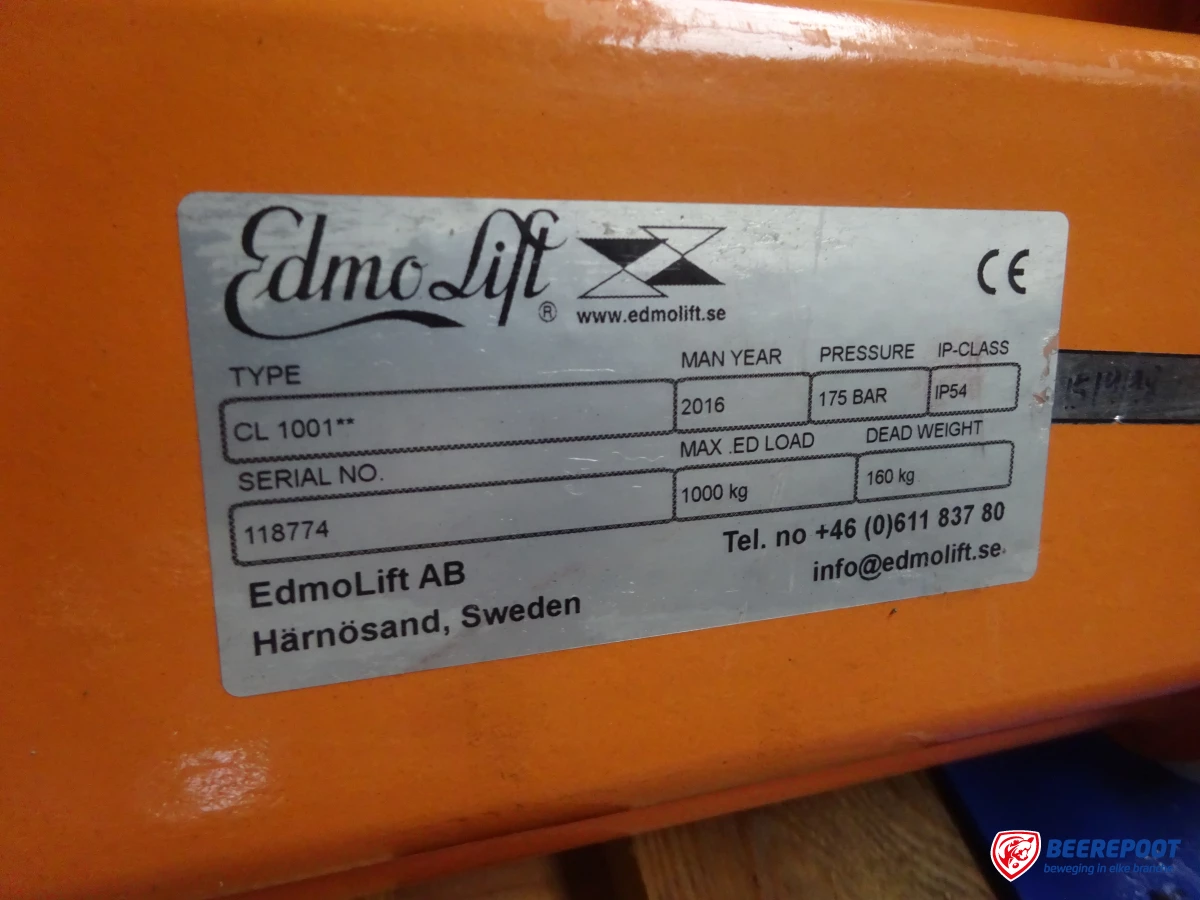 Edmo Lift ®
www.edmolift.se
CE
TYPE
CL 1001**
MAN YEAR
2016
PRESSURE
175 BAR
IP-CLASS
IP54
SERIAL NO.
118774
MAX .ED LOAD
1000 kg
DEAD WEIGHT
160 kg
EdmoLift AB
Härnösand, Sweden
Tel. no +46 (0)611 837 80
info@edmolift.se
BEEREPOOT
beweging in elke branche